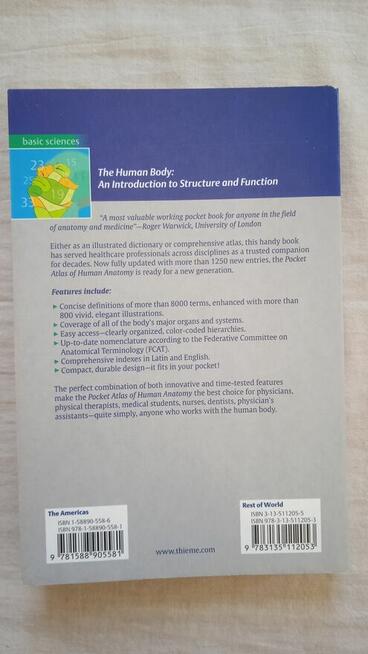 basic sciences
23 15
25
19
33
The Human Body:
An Introduction to Structure and Function
"A most valuable working pocket book for anyone in the field
of anatomy and medicine"—Roger Warwick, University of London
Either as an illustrated dictionary or comprehensive atlas, this handy book
has served healthcare professionals across disciplines as a trusted companion
for decades. Now fully updated with more than 1250 new entries, the Pocket
Atlas of Human Anatomy is ready for a new generation.
Features include:
► Concise definitions of more than 8000 terms, enhanced with more than
800 vivid, elegant illustrations.
► Coverage of all of the body's major organs and systems.
► Easy access—clearly organized, color-coded hierarchies.
► Up-to-date nomenclature according to the Federative Committee on
Anatomical Terminology (FCAT).
► Comprehensive indexes in Latin and English.
► Compact, durable design—it fits in your pocket!
The perfect combination of both innovative and time-tested features
make the Pocket Atlas of Human Anatomy the best choice for physicians,
physical therapists, medical students, nurses, dentists, physician's
assistants—quite simply, anyone who works with the human body.
The Americas
ISBN 1-58890-558-6
ISBN 978-1-58890-558-1
9 781588 905581
www.thieme.com
Rest of World
ISBN 3-13-511205-5
ISBN 978-3-13-511205-3
9 783135 112053